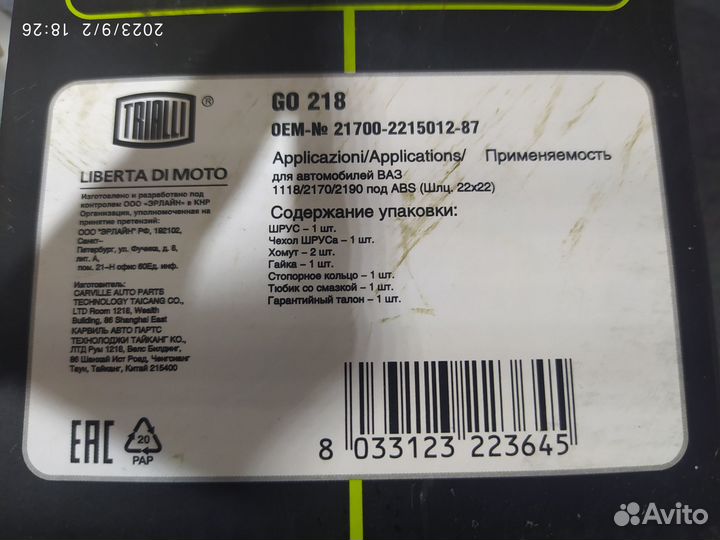 2023/9/2 18:26
TRIALLI ®
GO 218
OEM-№ 21700-2215012-87
LIBERTA DI MOTO
Applicazioni/Applications/ Применяемость
для автомобилей ВАЗ
1118/2170/2190 под ABS (Шлц. 22x22)
Изготовлено и разработано под
контролем ООО «ЭРЛАЙН» в КНР
Организация, уполномоченная на
принятие претензий:
ООО "ЭРЛАЙН" РФ, 192102,
Санкт-
Петербург, ул. Фучика, д. 8,
лит. А,
пом. 21-Н офис 60Ед. инф.
Содержание упаковки:
ШРУС – 1 шт.
Чехол ШРУСа – 1 шт.
Хомут – 2 шт.
Гайка – 1 шт.
Стопорное кольцо – 1 шт.
Тюбик со смазкой – 1 шт.
Гарантийный талон – 1 шт.
Изготовитель:
CARVILLE AUTO PARTS
TECHNOLOGY TAICANG CO.,
LTD Room 1218, Wealth
Building, 86 Shanghai East
КАРВИЛЬ АВТО ПАРТС
ТЕХНОЛОДЖИ ТАЙКАНГ КО.,
ЛТД Рум 1218, Велс Билдинг,
86 Шанхай Ист Роад, Ченгсианг
Таун, Тайканг, Китай 215400
EAC
20
PAP
8 033123 223645
Avito